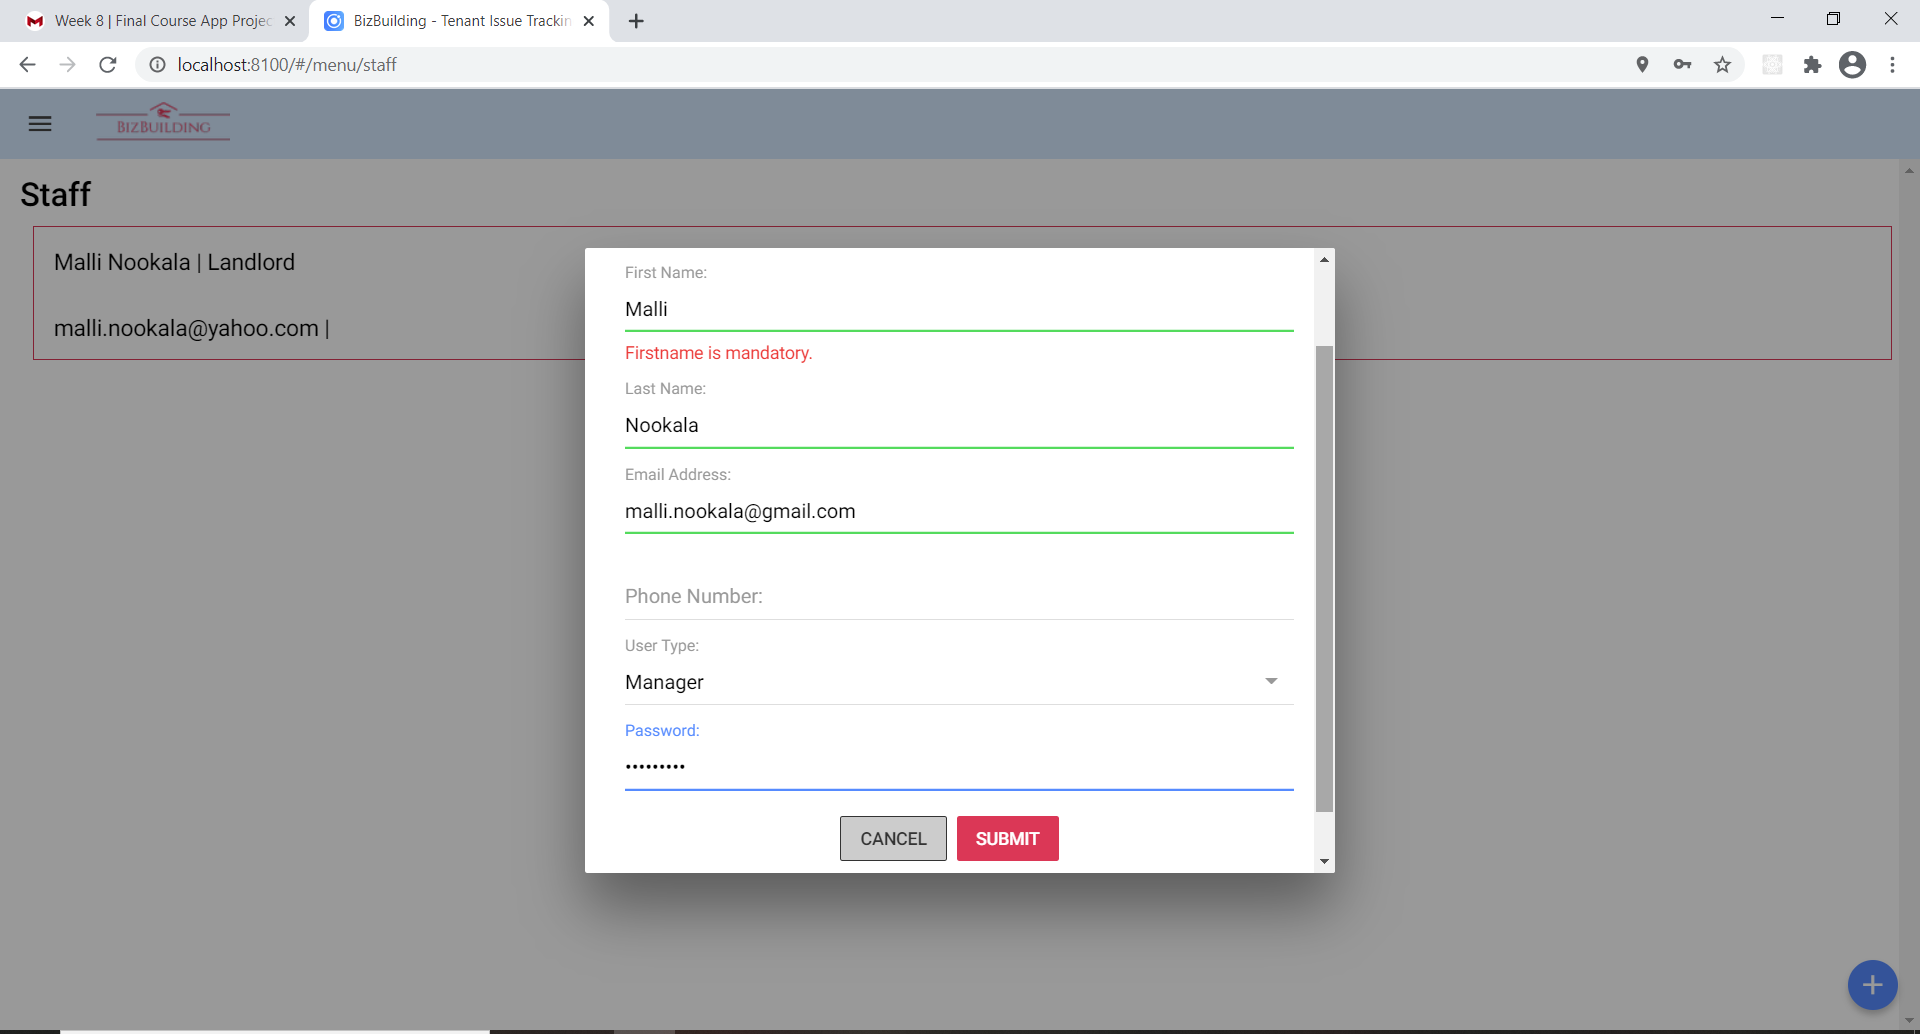 Week 8 | Final Course App Projec
BizBuilding - Tenant Issue Trackin
localhost:8100/#/menu/staff
BIZBUILDING
Staff
Malli Nookala | Landlord
malli.nookala@yahoo.com |
First Name:
Malli
Firstname is mandatory.
Last Name:
Nookala
Email Address:
malli.nookala@gmail.com
Phone Number:
User Type:
Manager
Password:
•••••••••
CANCEL SUBMIT